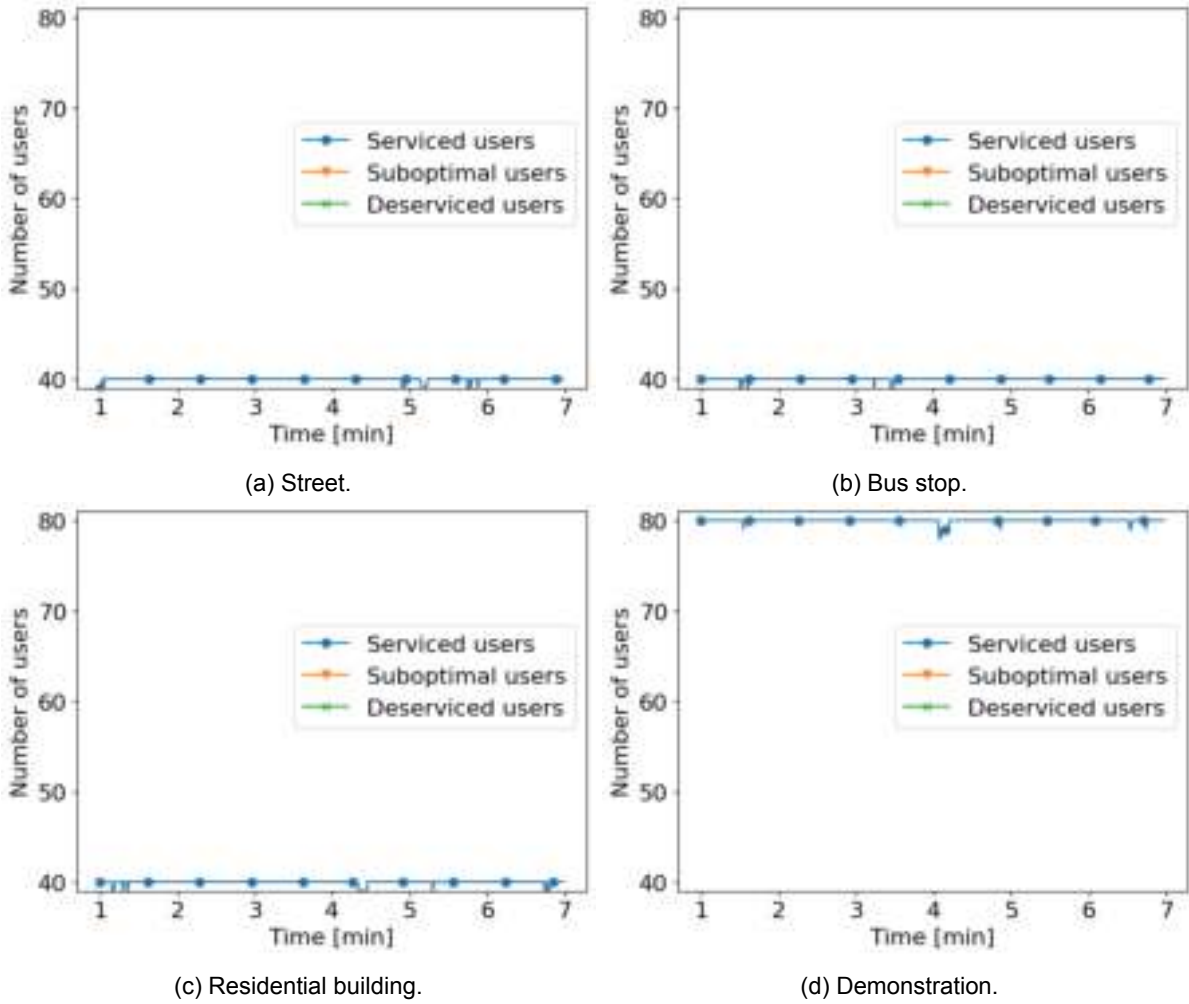 80
70
60
50
40
Number of users
Serviced users
Suboptimal users
Deserviced users
1 2 3 4 5 6 7
Time [min]
(a) Street.
80
70
60
50
40
Number of users
Serviced users
Suboptimal users
Deserviced users
1 2 3 4 5 6 7
Time [min]
(b) Bus stop.
80
70
60
50
40
Number of users
Serviced users
Suboptimal users
Deserviced users
1 2 3 4 5 6 7
Time [min]
(c) Residential building.
80
70
60
50
40
Number of users
Serviced users
Suboptimal users
Deserviced users
1 2 3 4 5 6 7
Time [min]
(d) Demonstration.